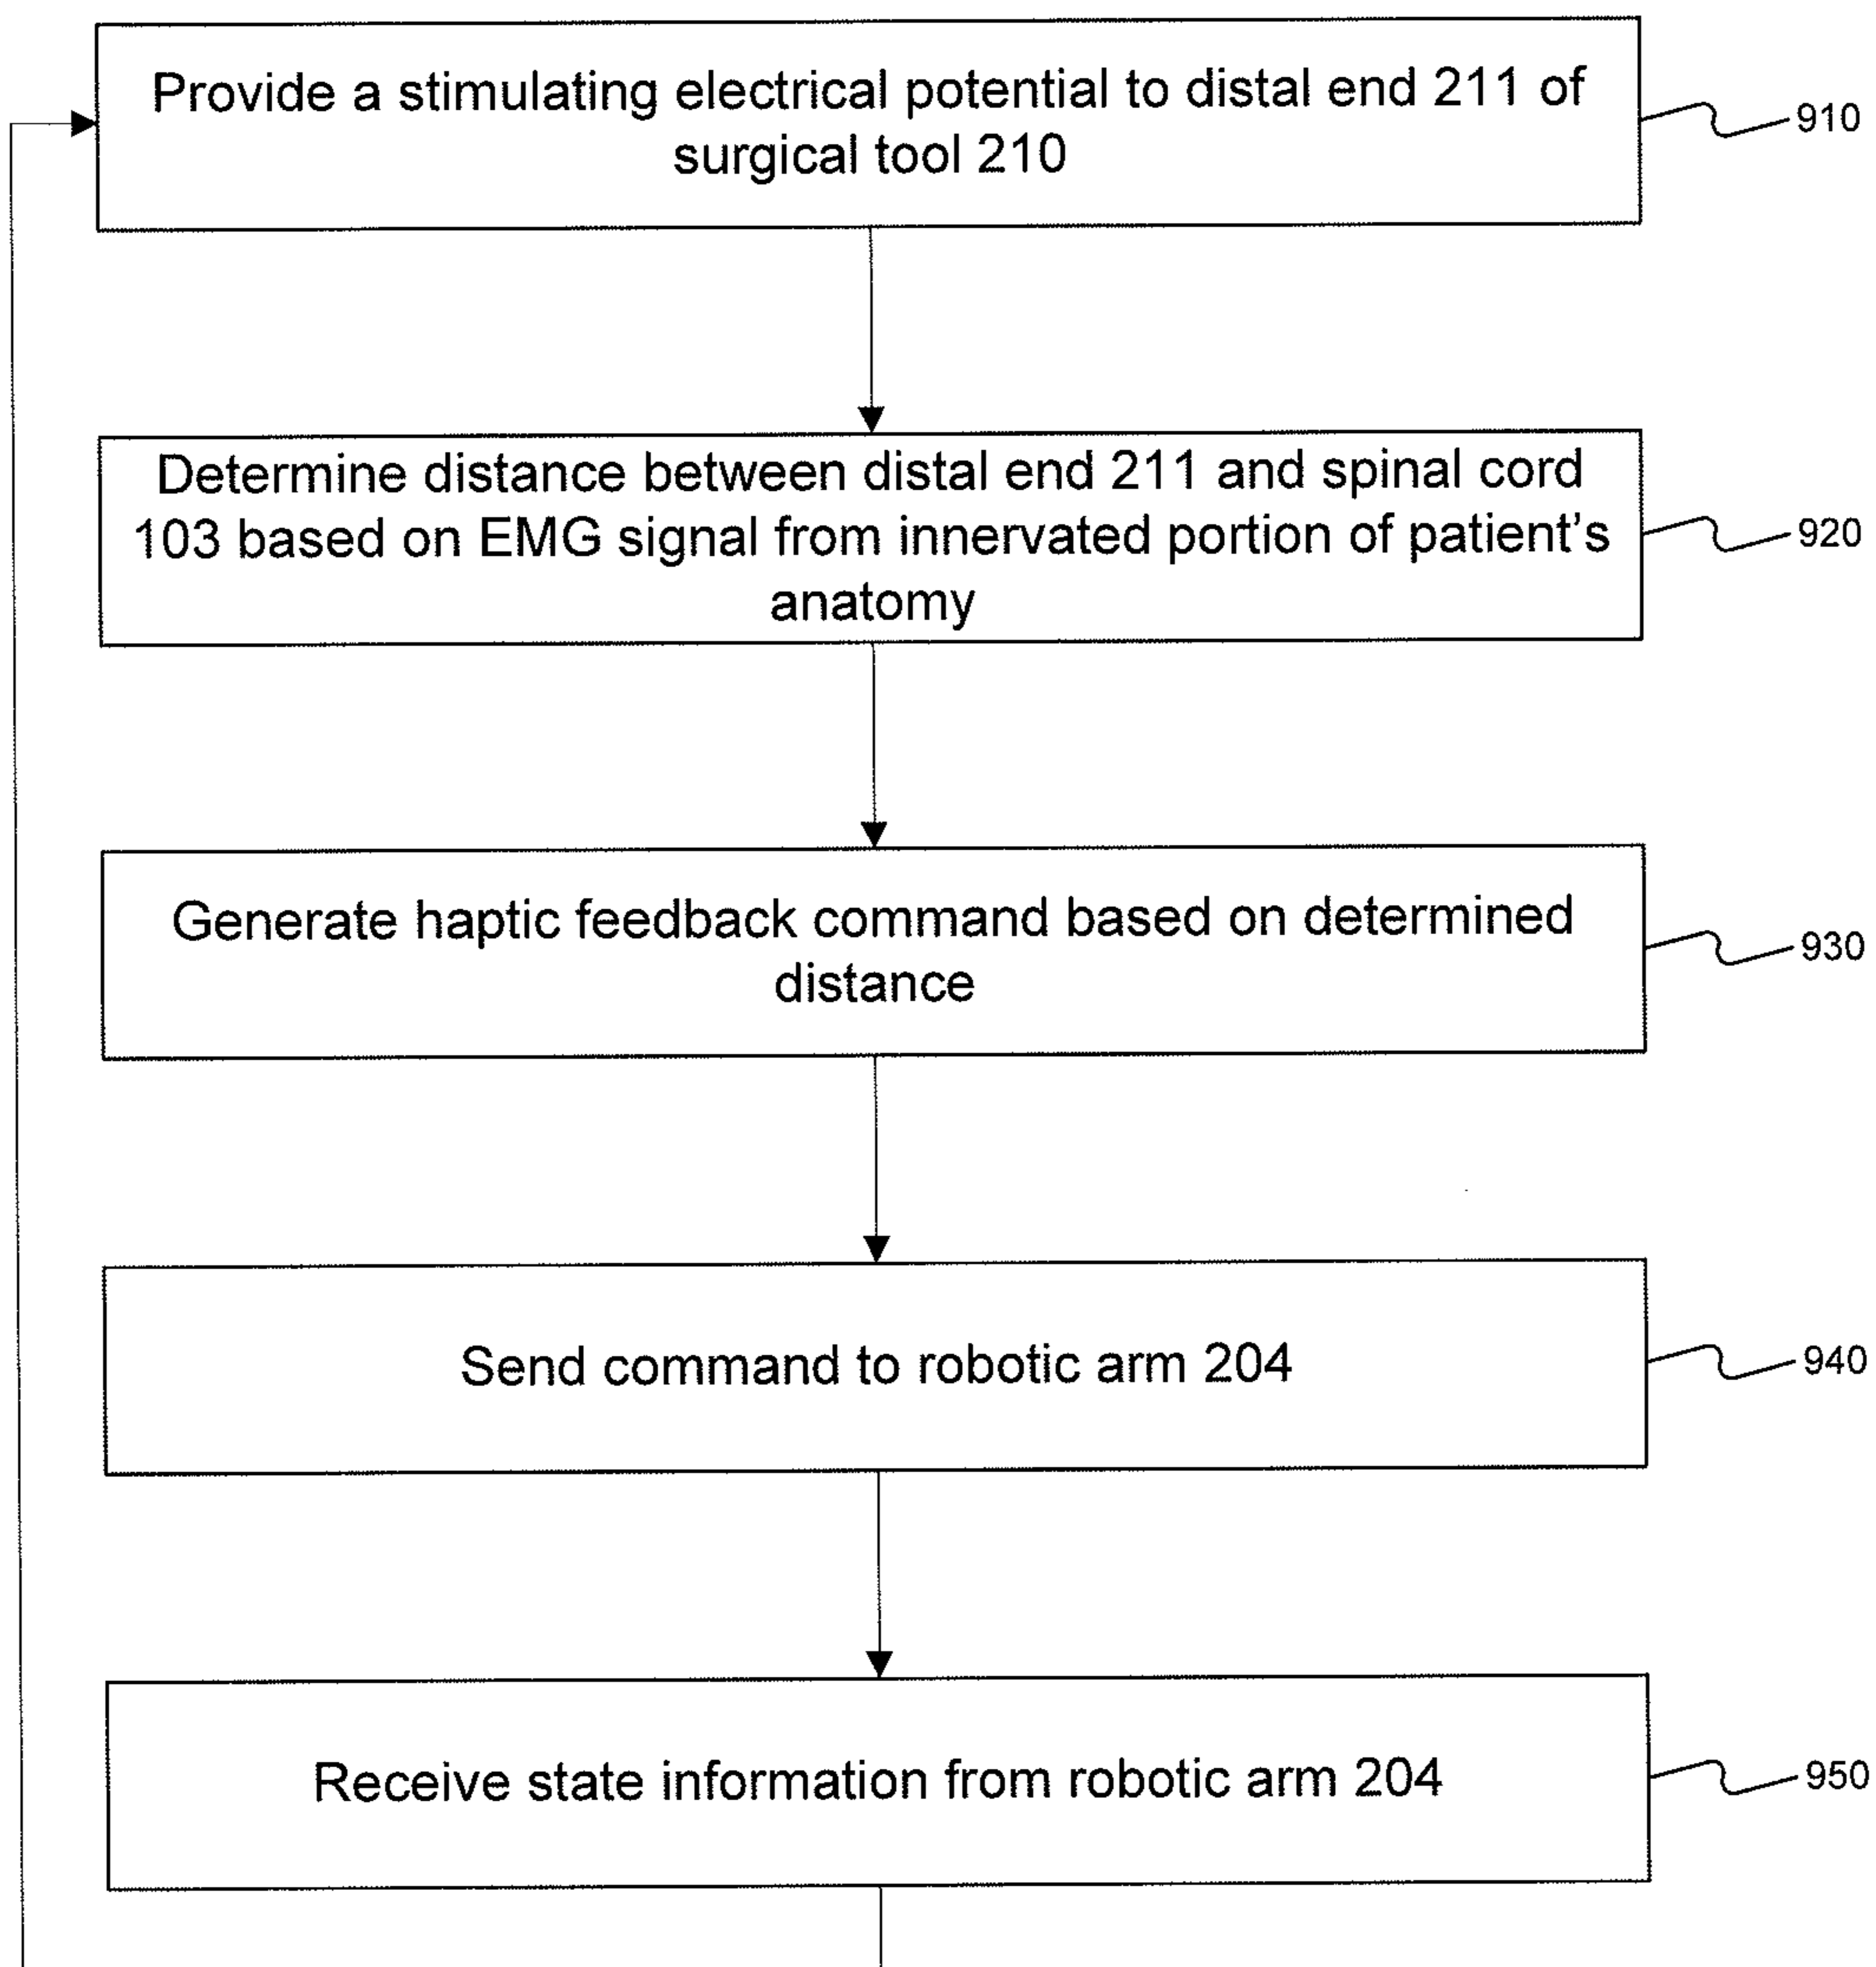 Provide a stimulating electrical potential to distal end 211 of
surgical tool 210
910
Determine distance between distal end 211 and spinal cord
103 based on EMG signal from innervated portion of patient's
anatomy
920
Generate haptic feedback command based on determined
distance
930
Send command to robotic arm 204
940
Receive state information from robotic arm 204
950